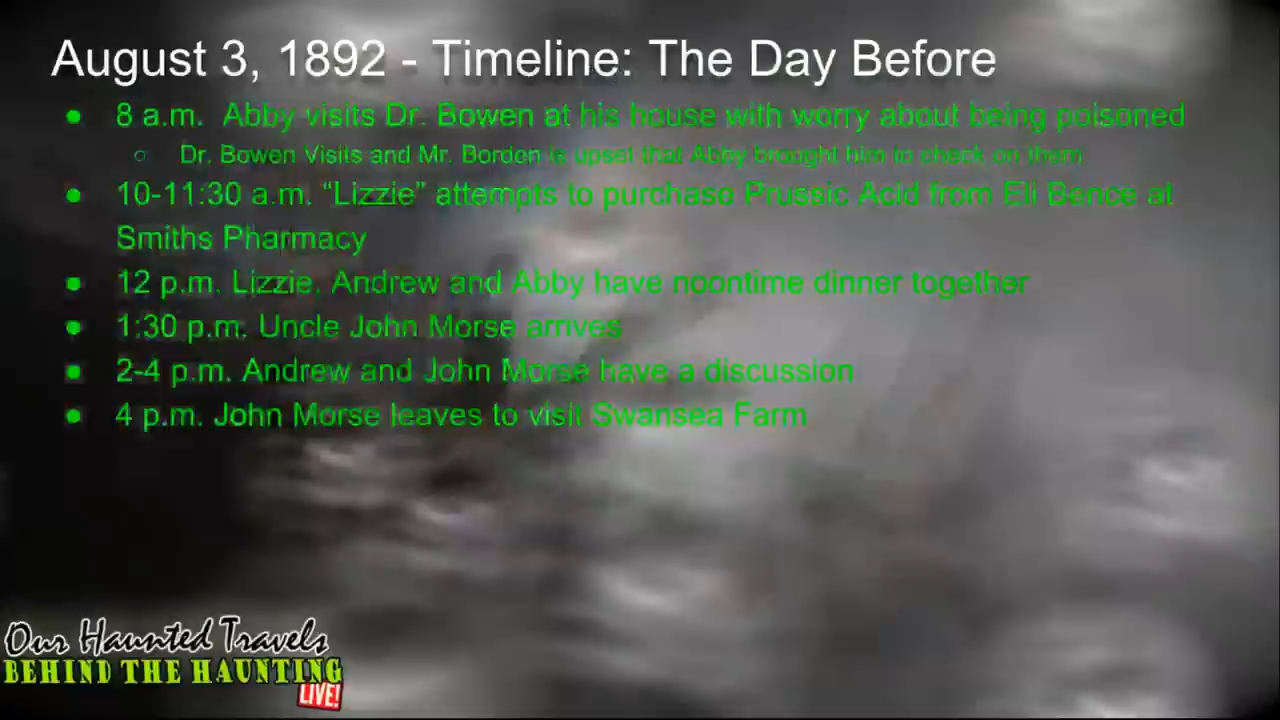 August 3, 1892 - Timeline: The Day Before
● 8 a.m.  Abby visits Dr. Bowen at his house with worry about being poisoned
○ Dr. Bowen Visits and Mr. Borden is upset that Abby brought him to check on them
● 10-11:30 a.m. “Lizzie” attempts to purchase Prussic Acid from Eli Bence at
Smiths Pharmacy
● 12 p.m. Lizzie, Andrew and Abby have noontime dinner together
● 1:30 p.m. Uncle John Morse arrives
● 2-4 p.m. Andrew and John Morse have a discussion
● 4 p.m. John Morse leaves to visit Swansea Farm
Our Haunted Travels
BEHIND THE HAUNTING
LIVE!